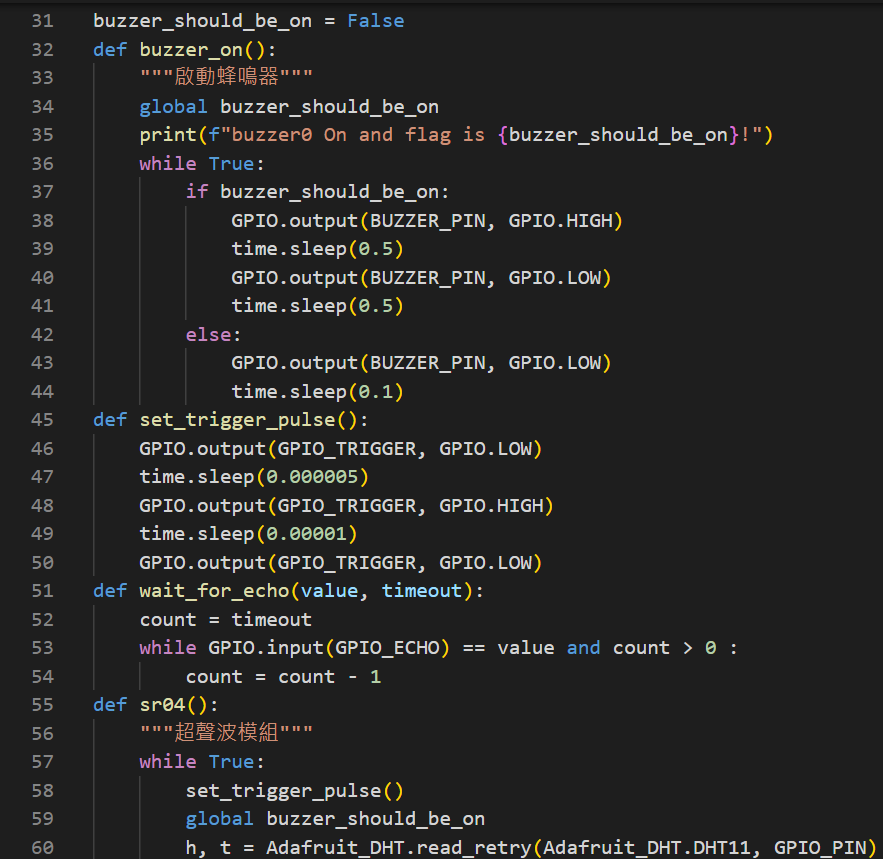 31 buzzer_should_be_on = False
32 def buzzer_on():
33     """啟動蜂鳴器"""
34     global buzzer_should_be_on
35     print(f"buzzer0 On and flag is {buzzer_should_be_on}!")
36     while True:
37         if buzzer_should_be_on:
38             GPIO.output(BUZZER_PIN, GPIO.HIGH)
39             time.sleep(0.5)
40             GPIO.output(BUZZER_PIN, GPIO.LOW)
41             time.sleep(0.5)
42         else:
43             GPIO.output(BUZZER_PIN, GPIO.LOW)
44             time.sleep(0.1)
45 def set_trigger_pulse():
46     GPIO.output(GPIO_TRIGGER, GPIO.LOW)
47     time.sleep(0.000005)
48     GPIO.output(GPIO_TRIGGER, GPIO.HIGH)
49     time.sleep(0.00001)
50     GPIO.output(GPIO_TRIGGER, GPIO.LOW)
51 def wait_for_echo(value, timeout):
52     count = timeout
53     while GPIO.input(GPIO_ECHO) == value and count > 0 :
54         count = count - 1
55 def sr04():
56     """超聲波模組"""
57     while True:
58         set_trigger_pulse()
59         global buzzer_should_be_on
60         h, t = Adafruit_DHT.read_retry(Adafruit_DHT.DHT11, GPIO_PIN)